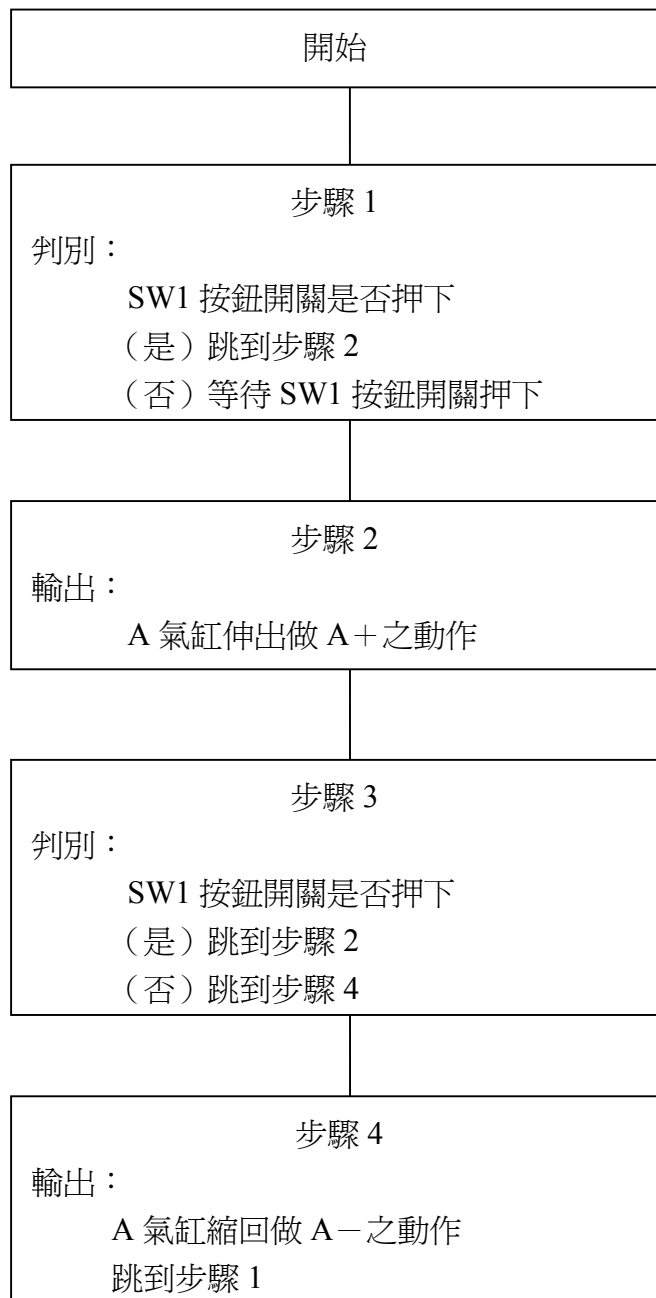 開始
步驟 1
判別：
SW1 按鈕開關是否押下
（是）跳到步驟 2
（否）等待 SW1 按鈕開關押下
步驟 2
輸出：
A 氣缸伸出做 A＋之動作
步驟 3
判別：
SW1 按鈕開關是否押下
（是）跳到步驟 2
（否）跳到步驟 4
步驟 4
輸出：
A 氣缸縮回做 A－之動作
跳到步驟 1